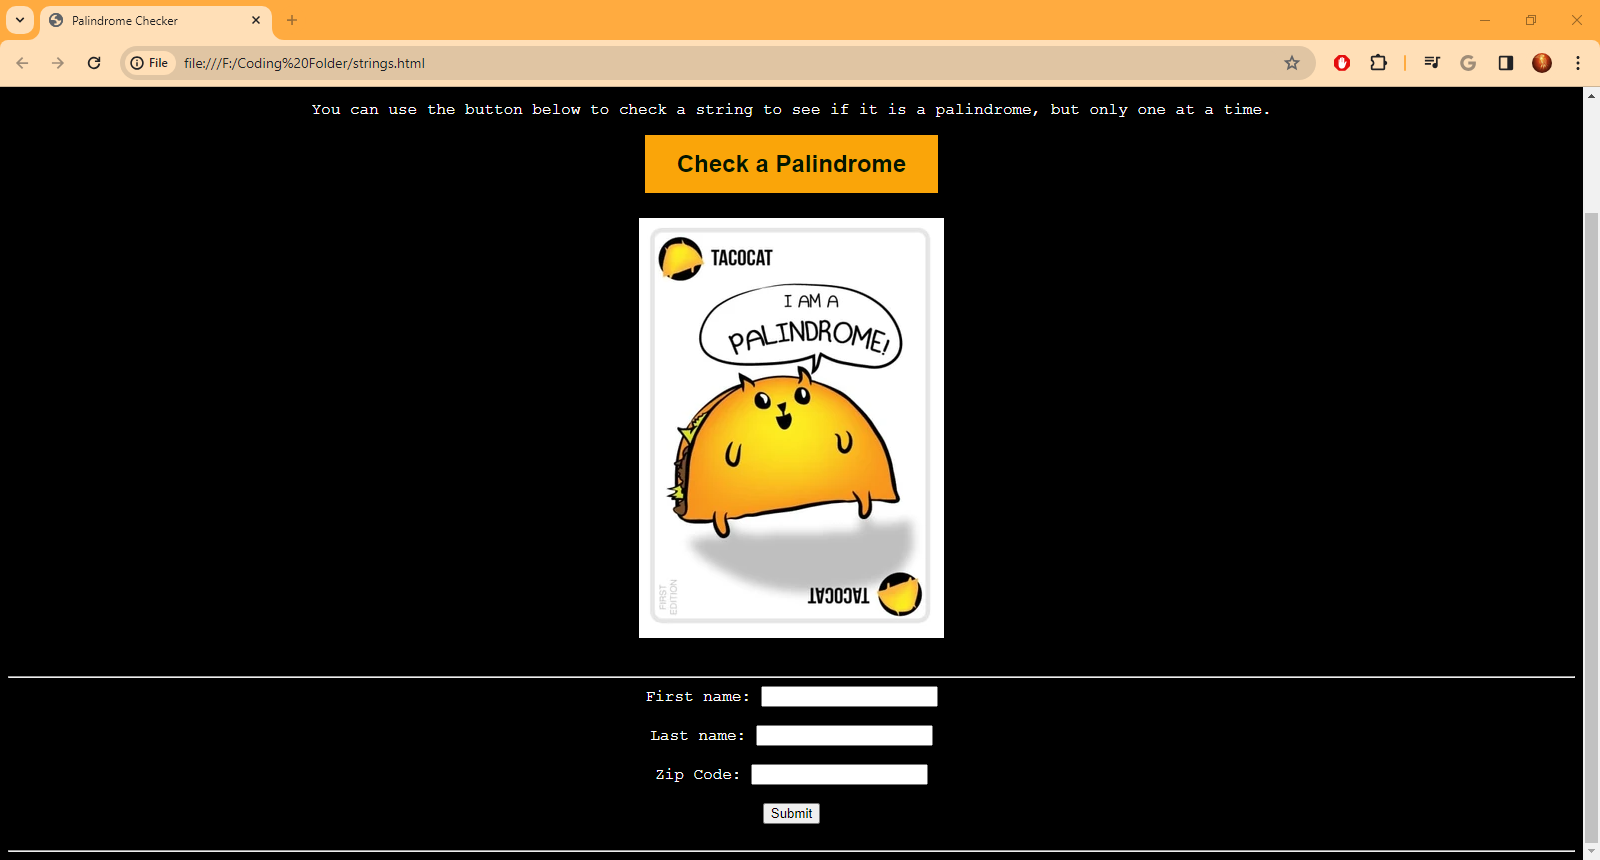 Palindrome Checker
File
file:///F:/Coding%20Folder/strings.html
You can use the button below to check a string to see if it is a palindrome, but only one at a time.
Check a Palindrome
TACOCAT
I AM A
PALINDROME!
FIRST
EDITION
TACOCAT
First name:
Last name:
Zip Code:
Submit